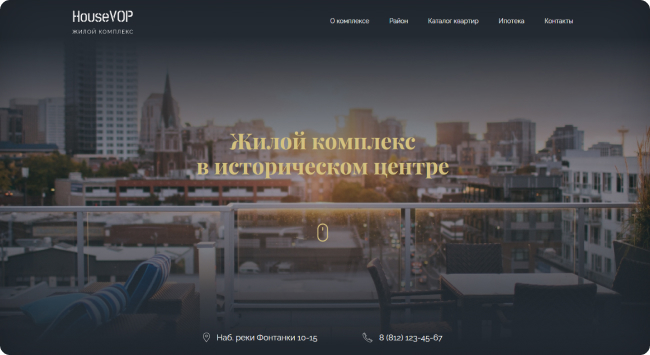 HouseVOP
ЖИЛОЙ КОМПЛЕКС
О комплексе Район Каталог квартир Ипотека Контакты
Жилой комплекс
в историческом центре
Наб. реки Фонтанки 10-15 8 (812) 123-45-67